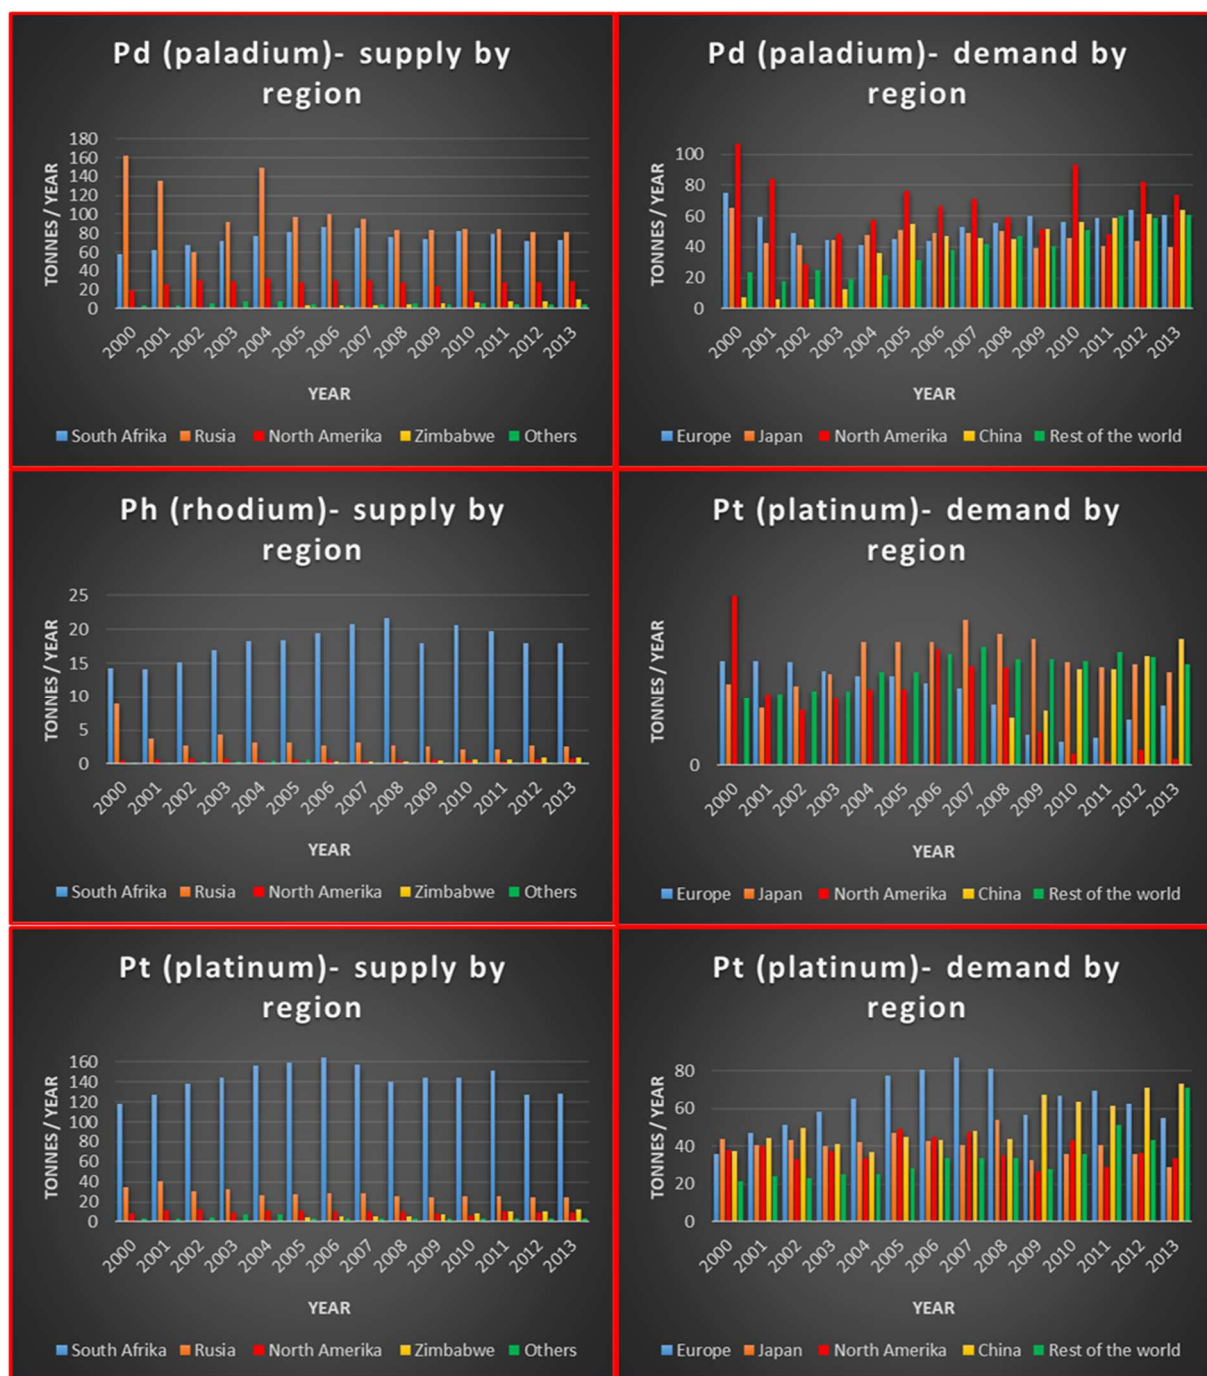 Pd (paladium)- supply by
region
TONNES / YEAR
180
160
140
120
100
80
60
40
20
0
2000 2001 2002 2003 2004 2005 2006 2007 2008 2009 2010 2011 2012 2013
YEAR
South Afrika Rusia North Amerika Zimbabwe Others
Pd (paladium)- demand by
region
TONNES / YEAR
100
80
60
40
20
0
2000 2001 2002 2003 2004 2005 2006 2007 2008 2009 2010 2011 2012 2013
YEAR
Europe Japan North Amerika China Rest of the world
Ph (rhodium)- supply by
region
TONNES / YEAR
25
20
15
10
5
0
2000 2001 2002 2003 2004 2005 2006 2007 2008 2009 2010 2011 2012 2013
YEAR
South Afrika Rusia North Amerika Zimbabwe Others
Pt (platinum)- demand by
region
TONNES / YEAR
0
2000 2001 2002 2003 2004 2005 2006 2007 2008 2009 2010 2011 2012 2013
YEAR
Europe Japan North Amerika China Rest of the world
Pt (platinum)- supply by
region
TONNES / YEAR
160
140
120
100
80
60
40
20
0
2000 2001 2002 2003 2004 2005 2006 2007 2008 2009 2010 2011 2012 2013
YEAR
South Afrika Rusia North Amerika Zimbabwe Others
Pt (platinum)- demand by
region
TONNES / YEAR
80
60
40
20
0
2000 2001 2002 2003 2004 2005 2006 2007 2008 2009 2010 2011 2012 2013
YEAR
Europe Japan North Amerika China Rest of the world